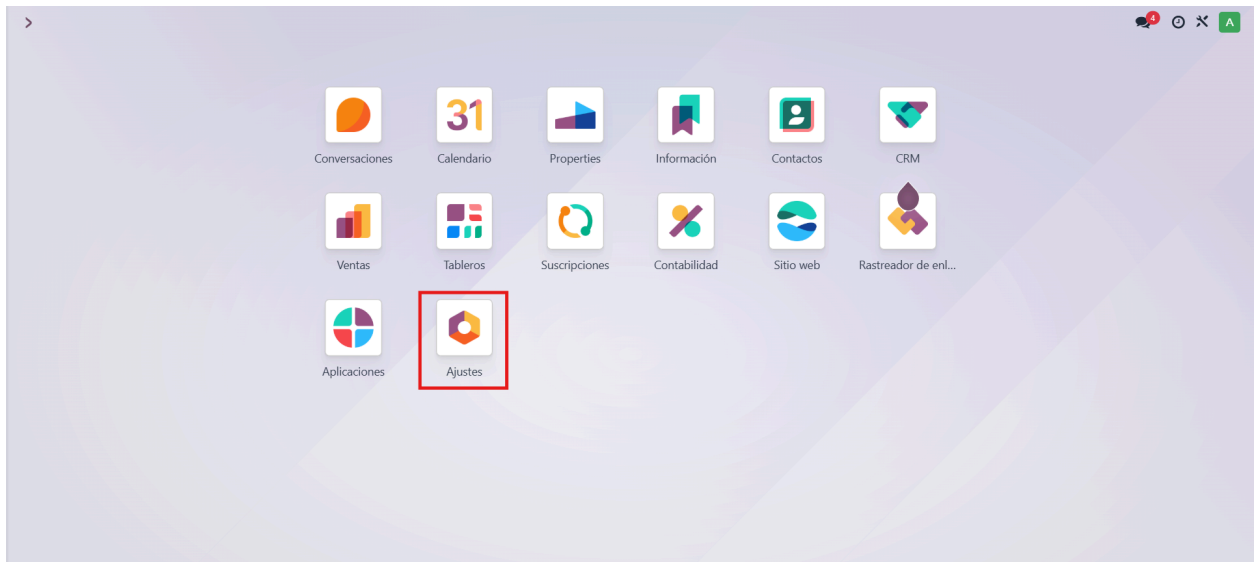 4
A
31
Conversaciones
Calendario
Properties
Información
Contactos
CRM
Ventas
Tableros
Suscripciones
Contabilidad
Sitio web
Rastreador de enl...
Aplicaciones
Ajustes